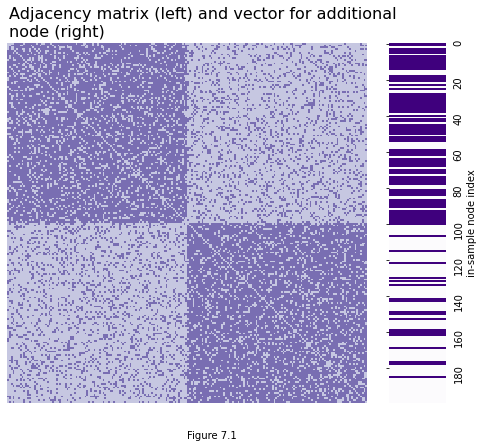 Adjacency matrix (left) and vector for additional
node (right)
0
20
40
60
80
100
120
140
160
180
in-sample node index
Figure 7.1